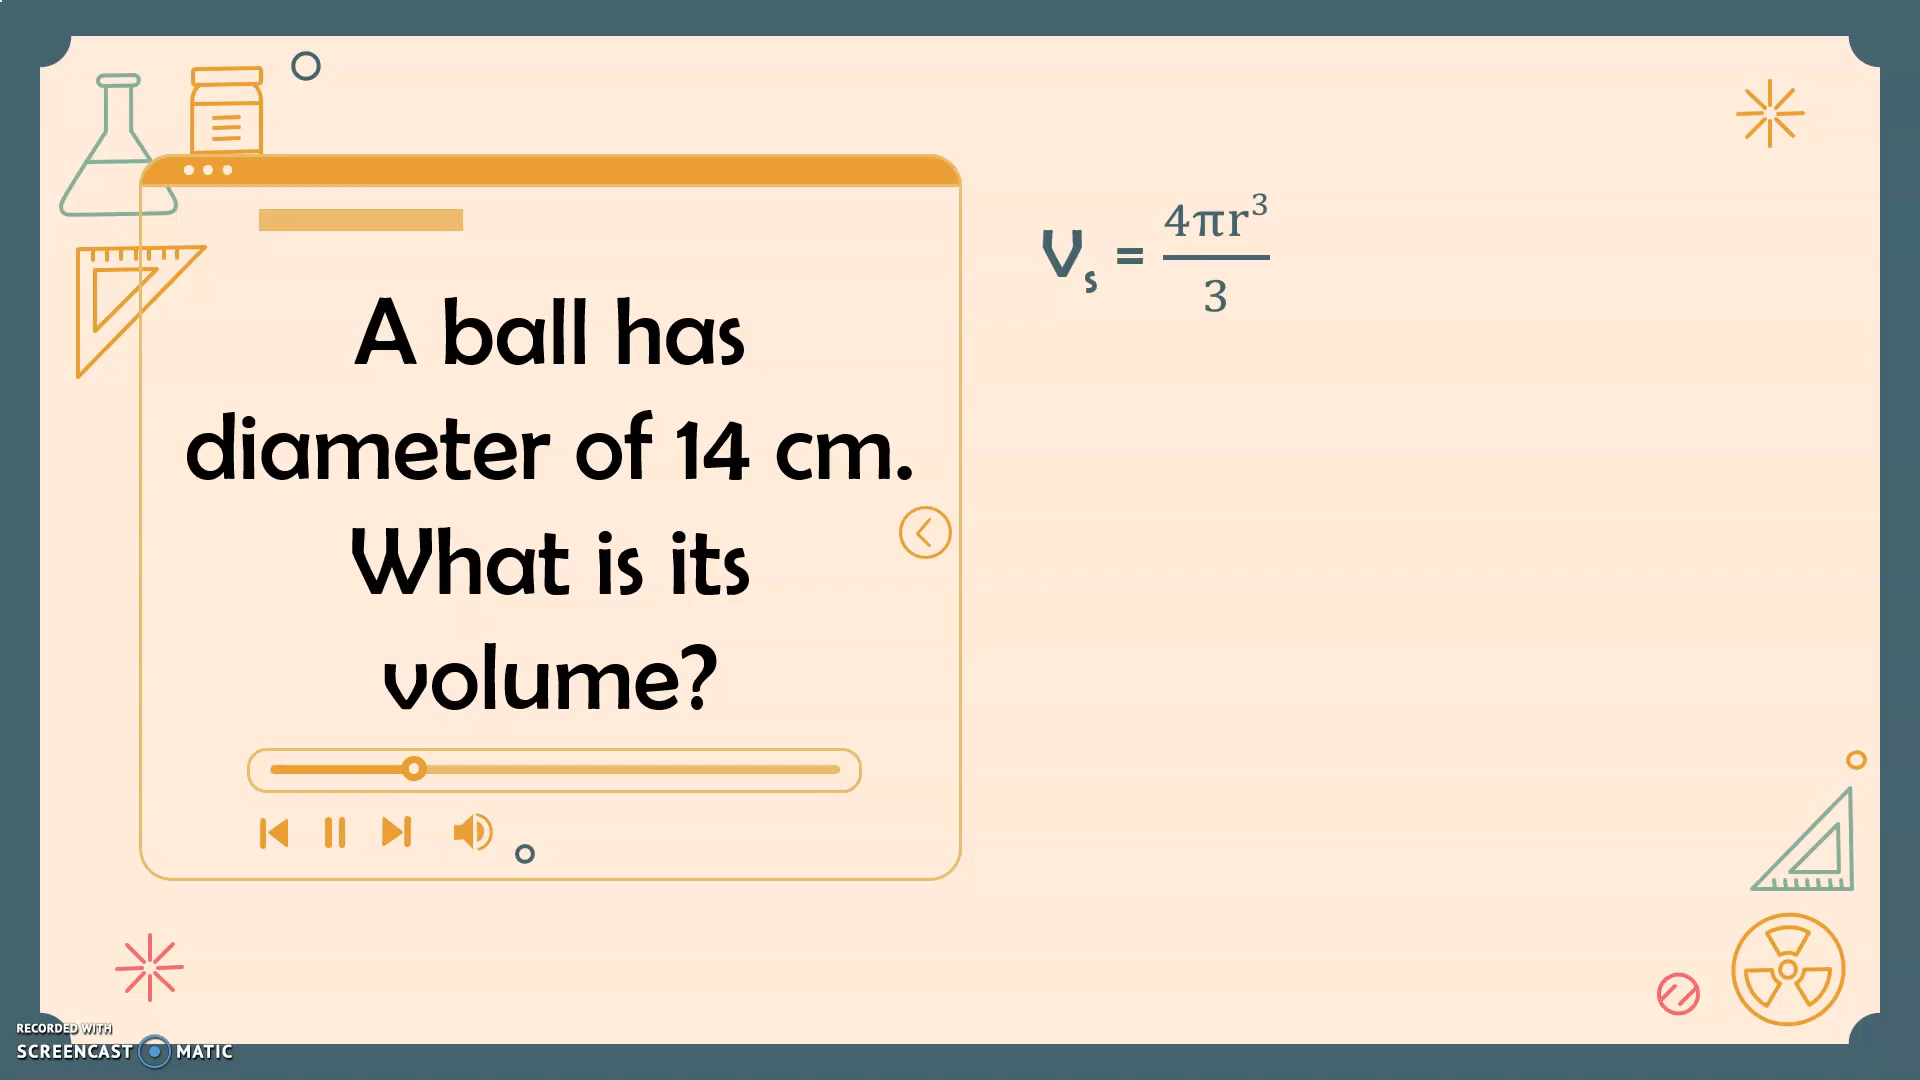 A ball has
diameter of 14 cm.
What is its
volume?
Vₛ = 4πr³
3
RECORDED WITH
SCREENCAST MATIC